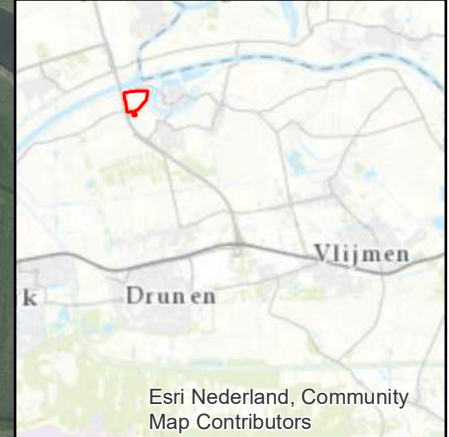 Vlijmen
k
Drunen
Esri Nederland, Community
Map Contributors